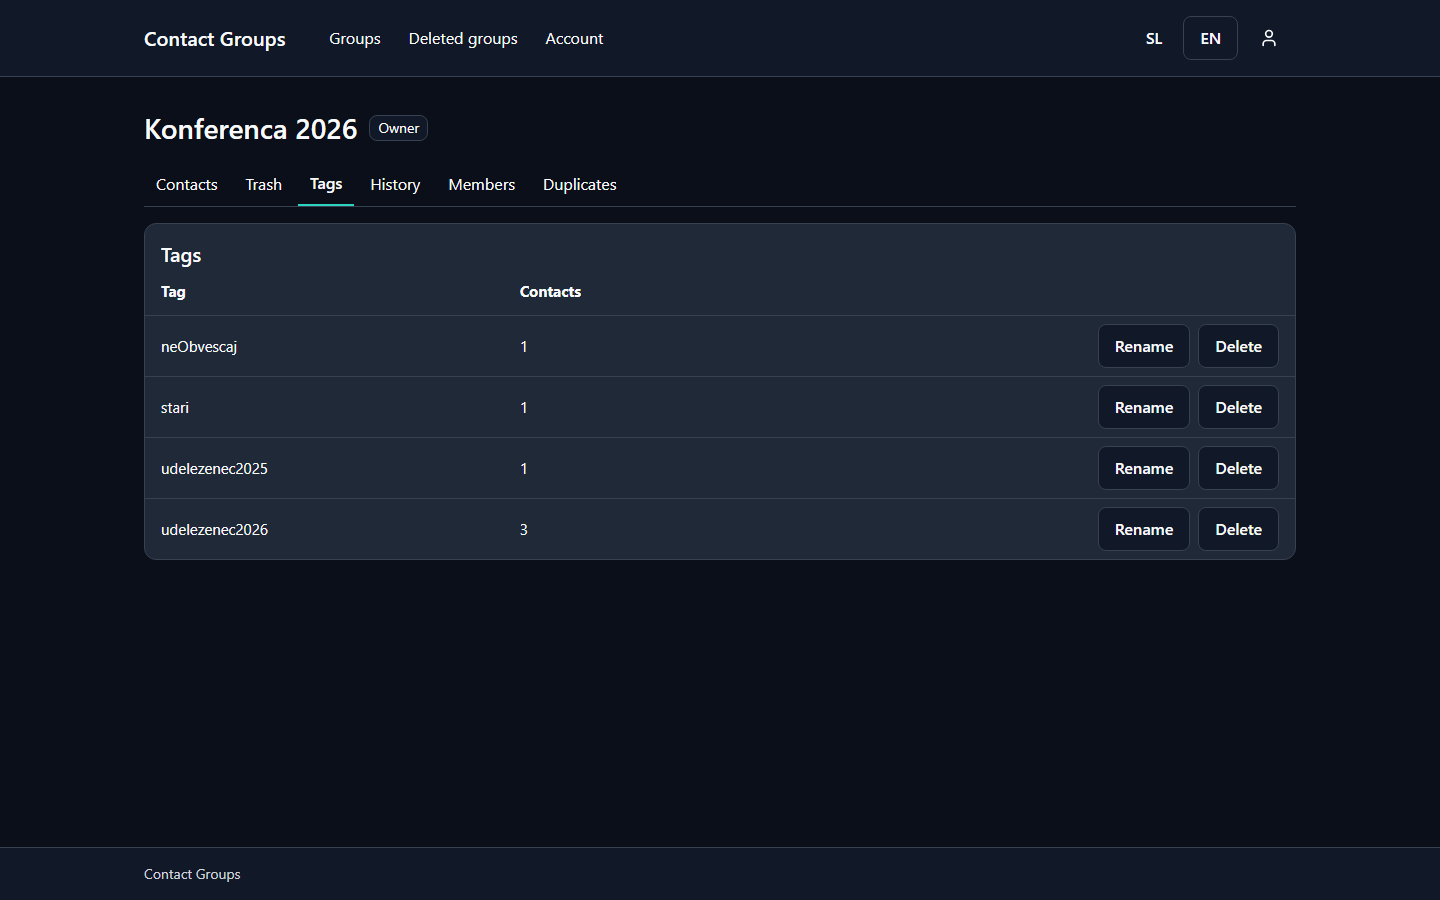 Contact Groups Groups Deleted groups Account SL EN
Konferenca 2026 Owner
Contacts Trash Tags History Members Duplicates
Tags
Tag Contacts
neObvescaj 1 Rename Delete
stari 1 Rename Delete
udelezenec2025 1 Rename Delete
udelezenec2026 3 Rename Delete
Contact Groups